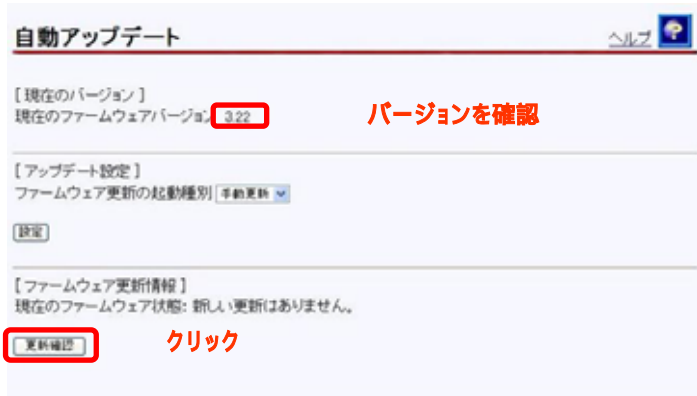 自動アップデート
ヘルプ ?
[現在のバージョン]
現在のファームウェアバージョン 3.22
バージョンを確認
[アップデート設定]
ファームウェア更新の起動種別 手動更新
設定
[ファームウェア更新情報]
現在のファームウェア状態: 新しい更新はありません。
更新確認
クリック